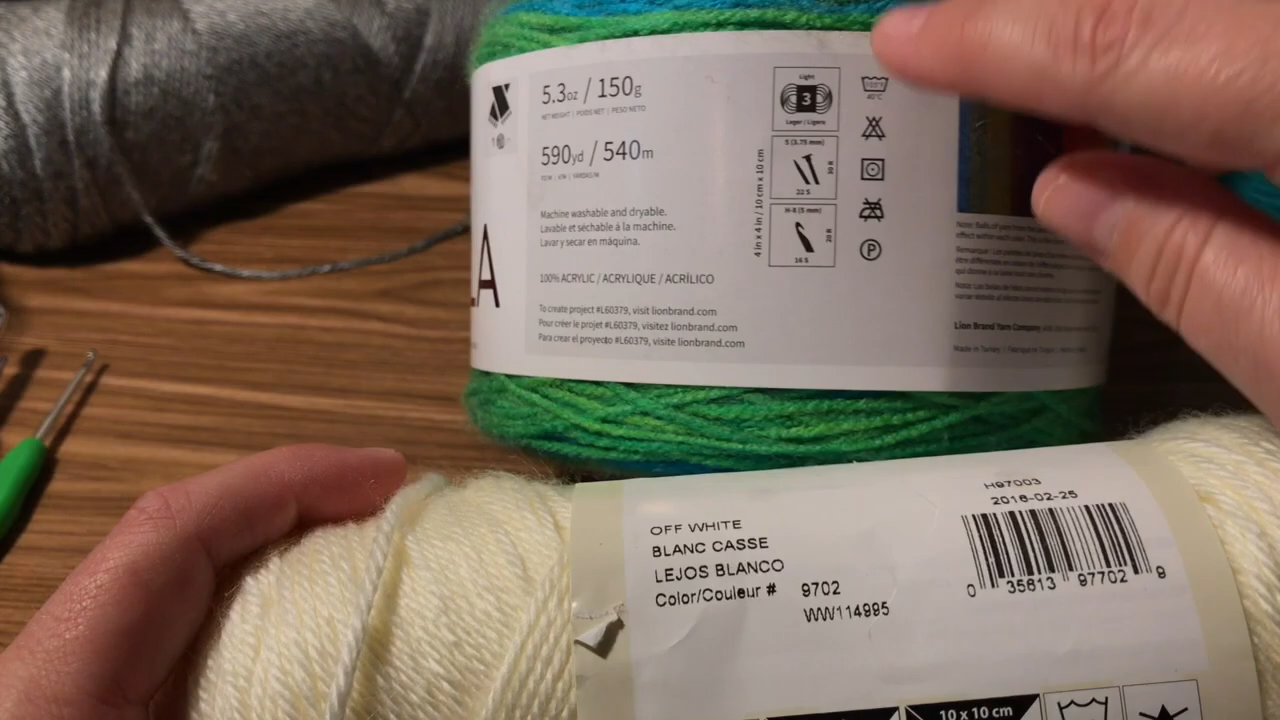 5.3oz / 150g
NET WEIGHT | POIDS NET | PESO NETO
590yd / 540m
Machine washable and dryable.
Lavable et séchable à la machine.
Lavar y secar en máquina.
100% ACRYLIC / ACRYLIQUE / ACRÍLICO
To create project #L60379, visit lionbrand.com
Pour créer le projet #L60379, visitez lionbrand.com
Para crear el proyecto #L60379, visite lionbrand.com
LA
4 in x 4 in / 10 cm x 10 cm
Light
3
Leger / Ligero
5 (3.75 mm)
30 R
22 S
H-8 (5 mm)
20 R
16 S
105°F
40°C
P
Lion Brand Yarn Company
Made in Turkey
OFF WHITE
BLANC CASSE
LEJOS BLANCO
Color/Couleur # 9702
WW114995
H97003
2016-02-25
0 35613 97702 9
10 x 10 cm